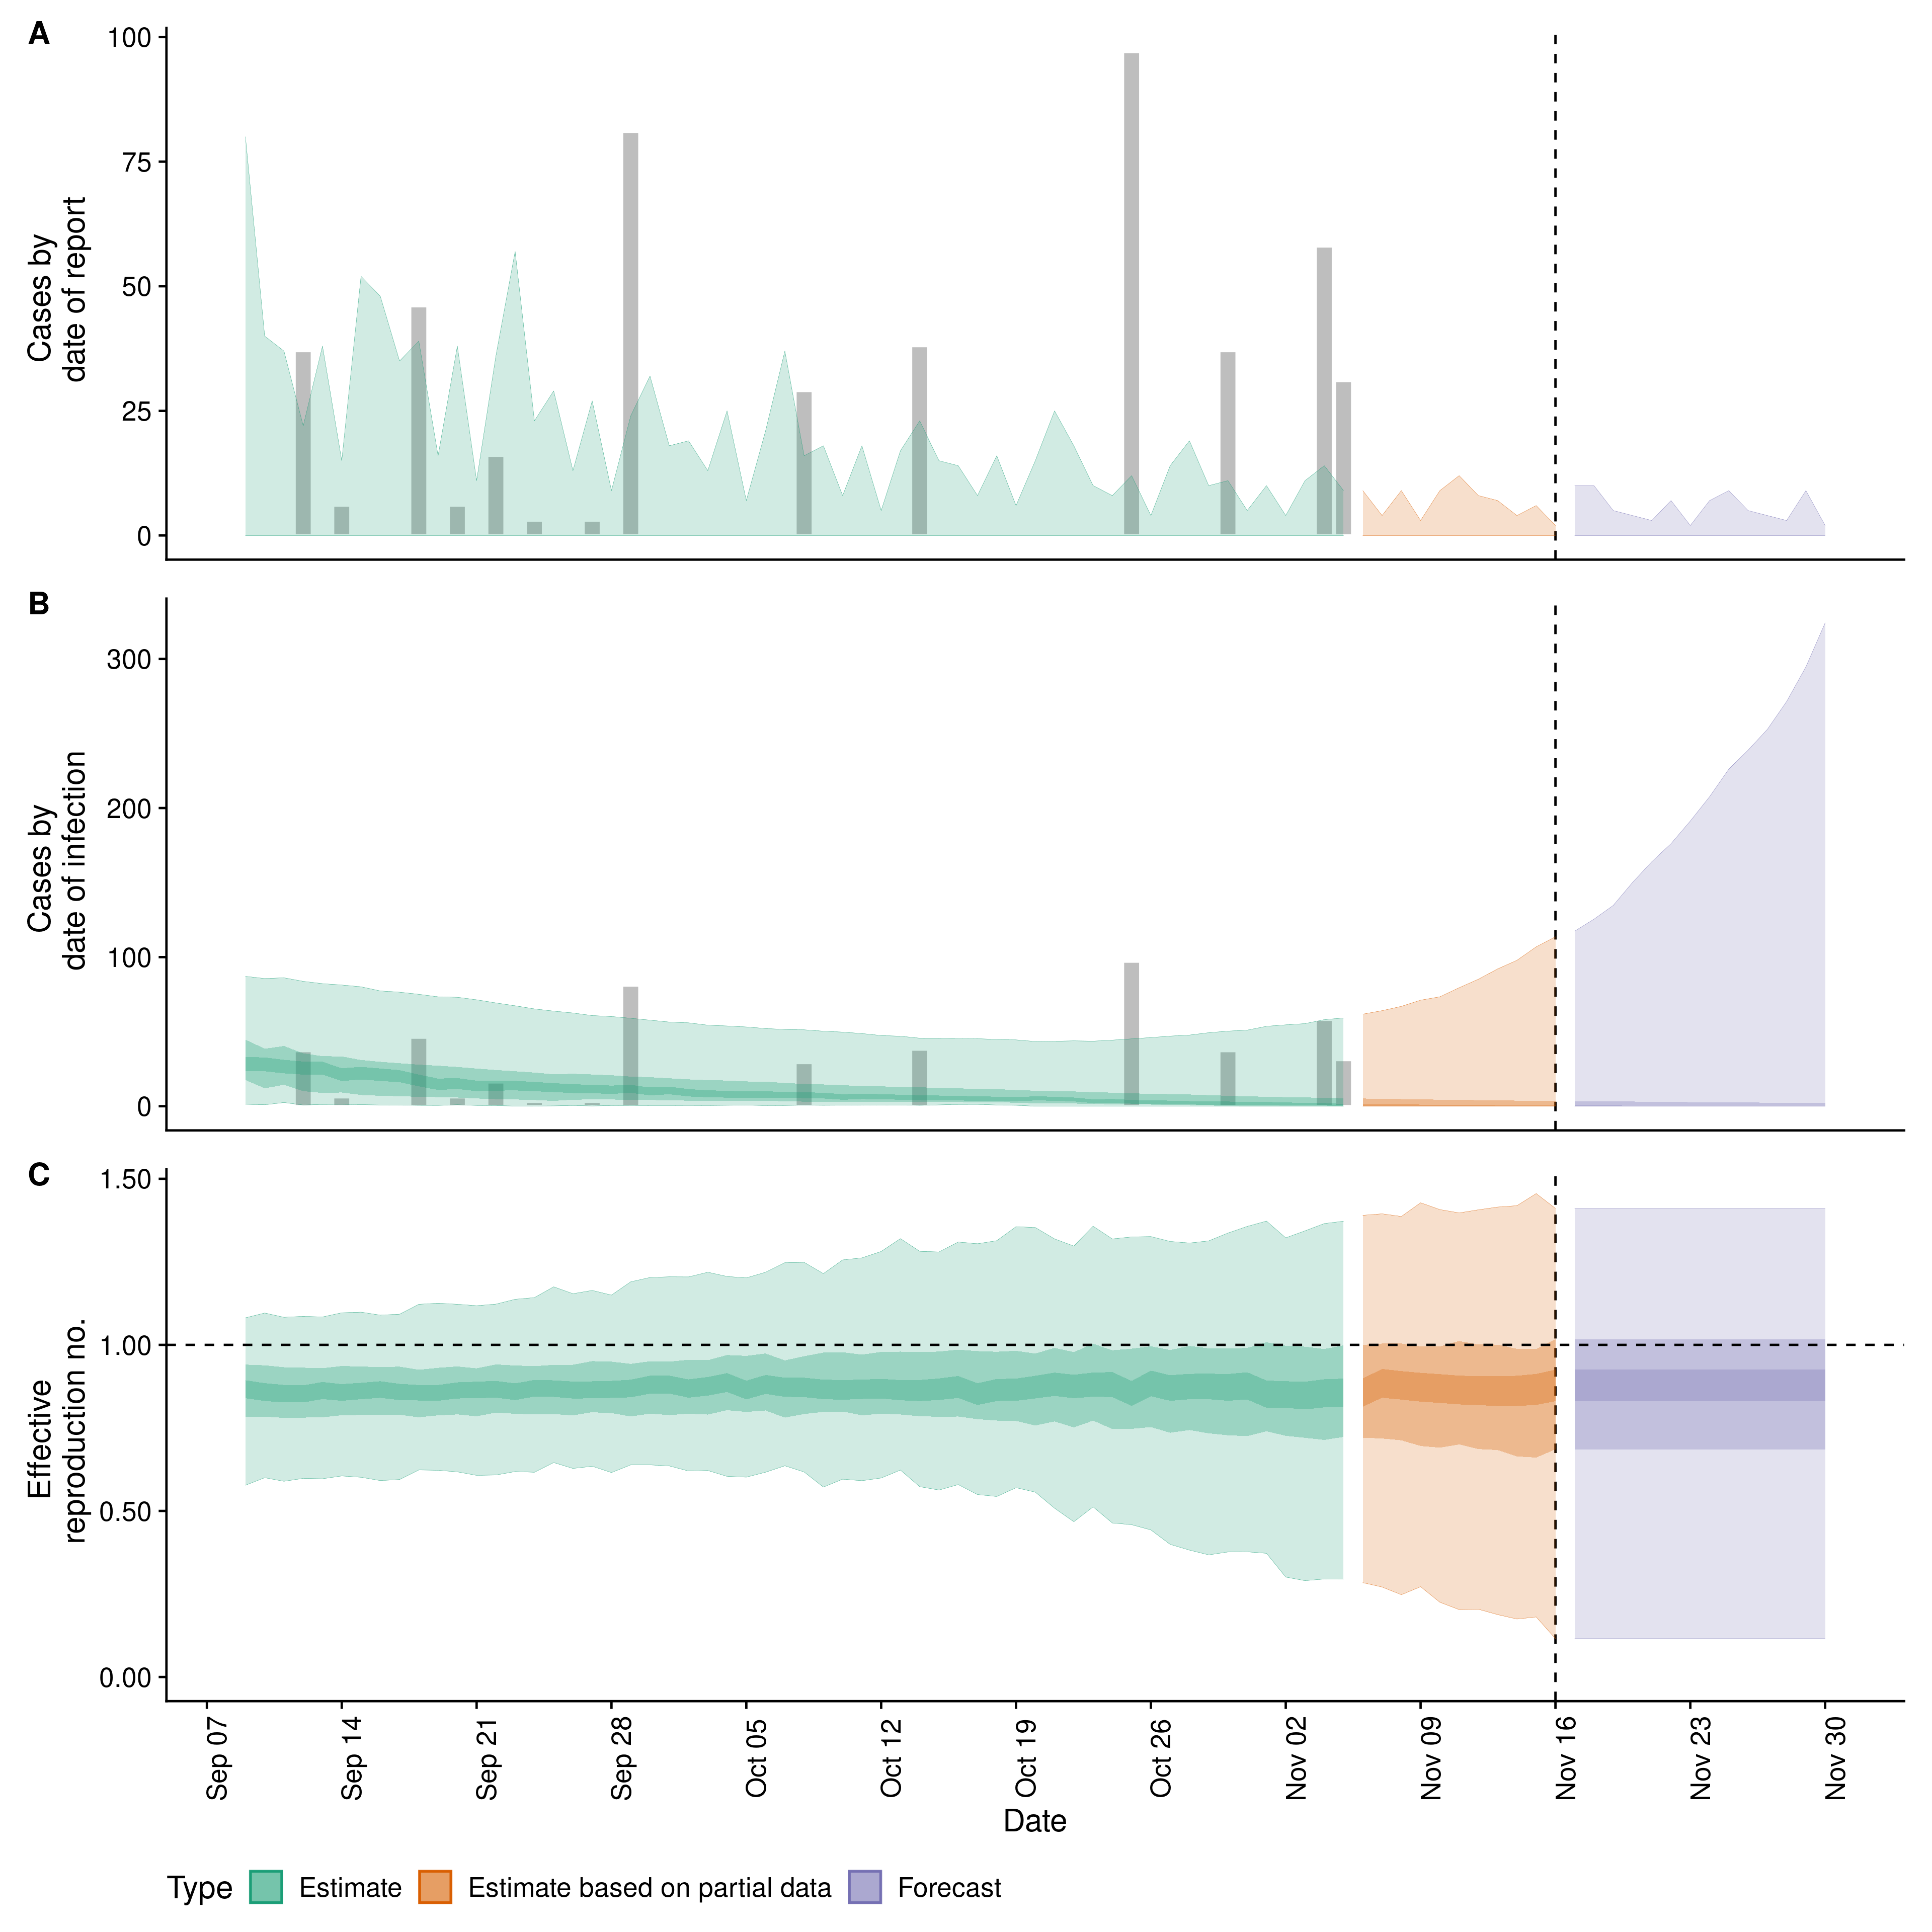 A
Cases by
date of report
100
75
50
25
0
B
Cases by
date of infection
300
200
100
0
C
Effective
reproduction no.
1.50
1.00
0.50
0.00
Sep 07
Sep 14
Sep 21
Sep 28
Oct 05
Oct 12
Oct 19
Oct 26
Nov 02
Nov 09
Nov 16
Nov 23
Nov 30
Date
Type Estimate Estimate based on partial data Forecast